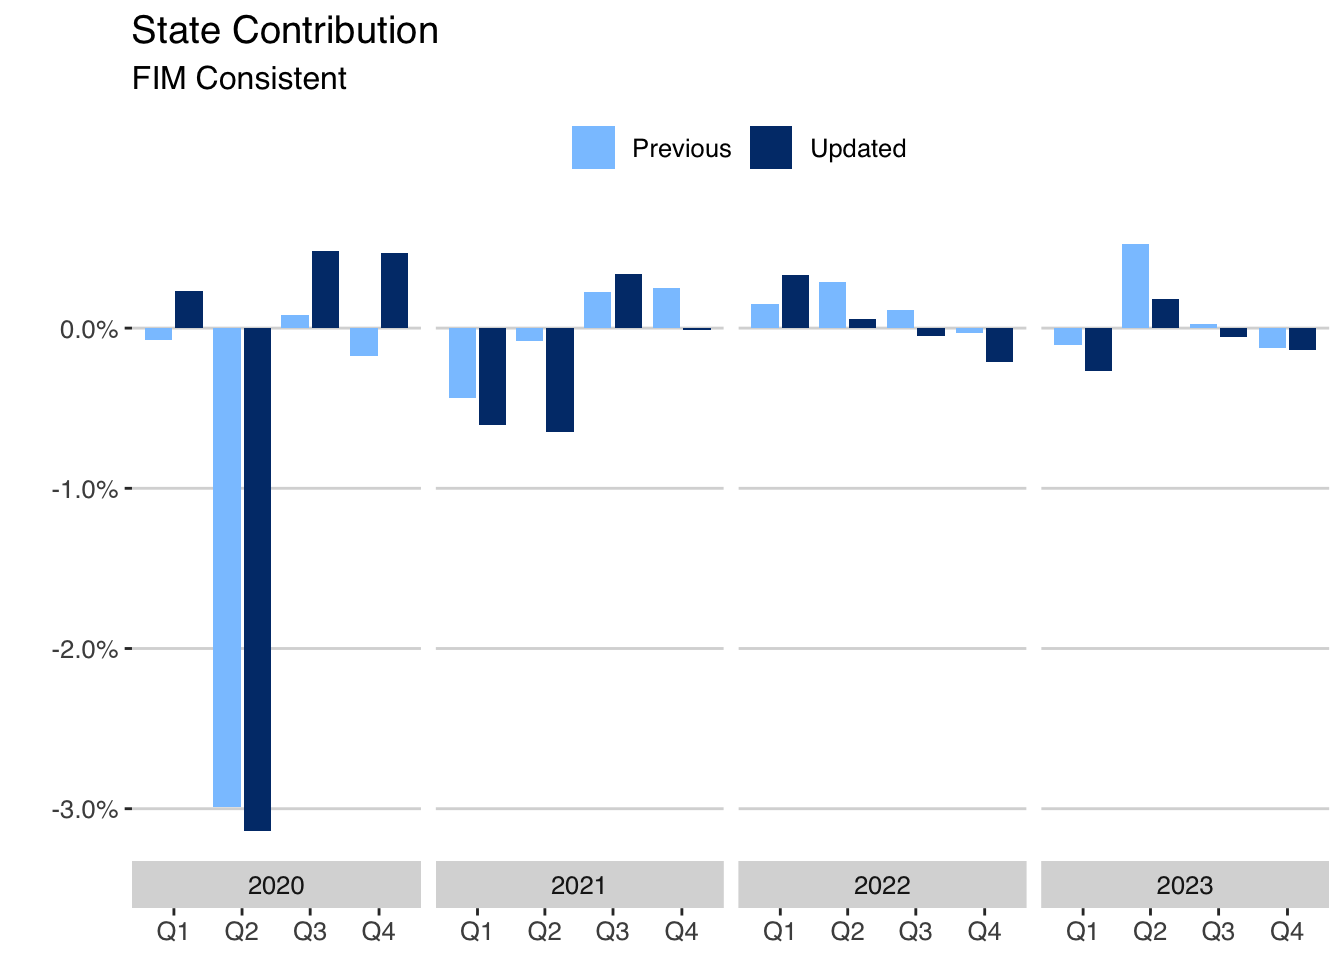 State Contribution
FIM Consistent
Previous Updated
0.0%
-1.0%
-2.0%
-3.0%
2020 2021 2022 2023
Q1 Q2 Q3 Q4 Q1 Q2 Q3 Q4 Q1 Q2 Q3 Q4 Q1 Q2 Q3 Q4